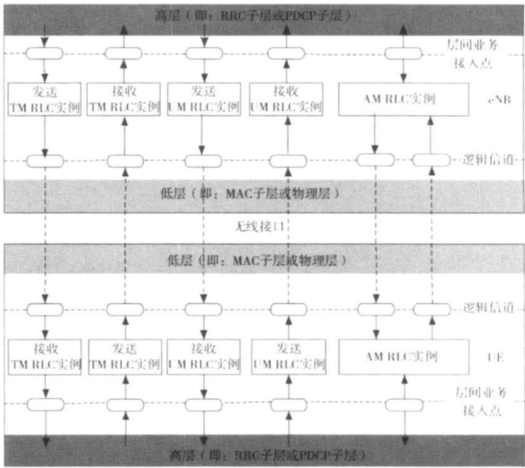 高层（即：RRC子层或PDCP子层）
层间业务
接入点
发送
TM RLC实例
接收
TM RLC实例
发送
UM RLC实例
接收
UM RLC实例
AM RLC实例
eNB
逻辑信道
低层（即：MAC子层或物理层）
无线接口
低层（即：MAC子层或物理层）
逻辑信道
接收
TM RLC实例
发送
TM RLC实例
接收
UM RLC实例
发送
UM RLC实例
AM RLC实例
UE
层间业务
接入点
高层（即：RRC子层或PDCP子层）